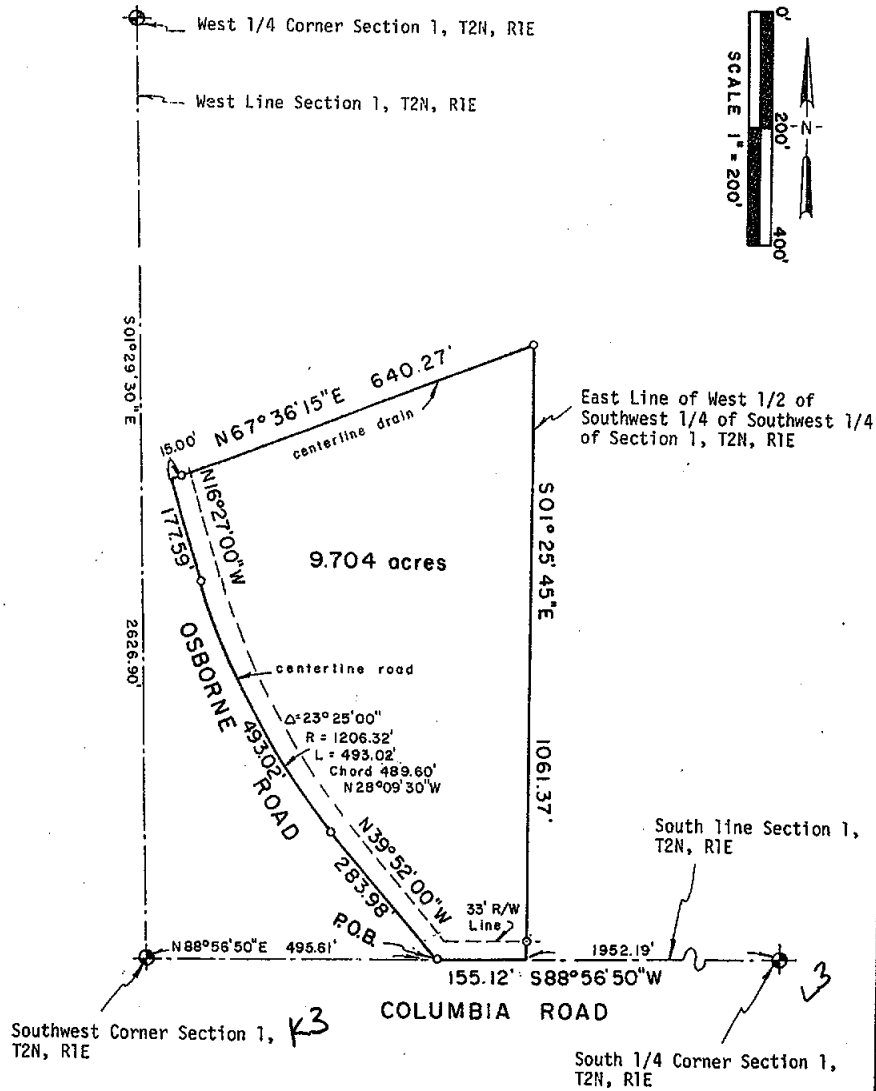 West 1/4 Corner Section 1, T2N, R1E
West Line Section 1, T2N, R1E
0'
200'
400'
SCALE 1" = 200'
-N-
S01°29'30"E
2626.90'
N67°36'15"E 640.27'
centerline drain
15.00'
East Line of West 1/2 of
Southwest 1/4 of Southwest 1/4
of Section 1, T2N, R1E
N16°27'00"W
177.59'
S01°25'45"E
1061.37'
9.704 acres
OSBORNE ROAD
centerline road
493.02'
Δ=23°25'00"
R = 1206.32'
L = 493.02'
Chord 489.60'
N28°09'30"W
N39°52'00"W
283.98'
South line Section 1,
T2N, R1E
33' R/W
Line
P.O.B.
N88°56'50"E 495.61'
1952.19'
155.12' S88°56'50"W
COLUMBIA ROAD
Southwest Corner Section 1,
T2N, R1E
K3
L3
South 1/4 Corner Section 1,
T2N, R1E